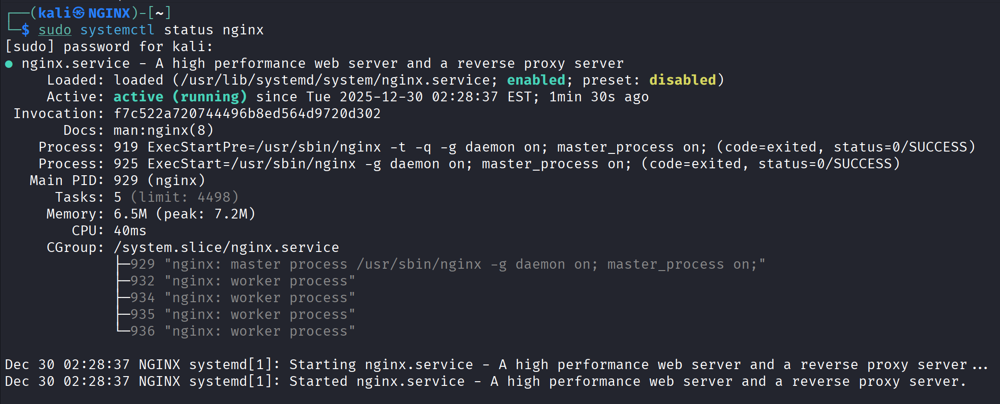 ┌──(kali㉿NGINX)-[~]
└─$ sudo systemctl status nginx
[sudo] password for kali:
● nginx.service - A high performance web server and a reverse proxy server
     Loaded: loaded (/usr/lib/systemd/system/nginx.service; enabled; preset: disabled)
     Active: active (running) since Tue 2025-12-30 02:28:37 EST; 1min 30s ago
 Invocation: f7c522a720744496b8ed564d9720d302
       Docs: man:nginx(8)
    Process: 919 ExecStartPre=/usr/sbin/nginx -t -q -g daemon on; master_process on; (code=exited, status=0/SUCCESS)
    Process: 925 ExecStart=/usr/sbin/nginx -g daemon on; master_process on; (code=exited, status=0/SUCCESS)
   Main PID: 929 (nginx)
      Tasks: 5 (limit: 4498)
     Memory: 6.5M (peak: 7.2M)
        CPU: 40ms
     CGroup: /system.slice/nginx.service
             ├─929 "nginx: master process /usr/sbin/nginx -g daemon on; master_process on;"
             ├─932 "nginx: worker process"
             ├─934 "nginx: worker process"
             ├─935 "nginx: worker process"
             └─936 "nginx: worker process"

Dec 30 02:28:37 NGINX systemd[1]: Starting nginx.service - A high performance web server and a reverse proxy server...
Dec 30 02:28:37 NGINX systemd[1]: Started nginx.service - A high performance web server and a reverse proxy server.